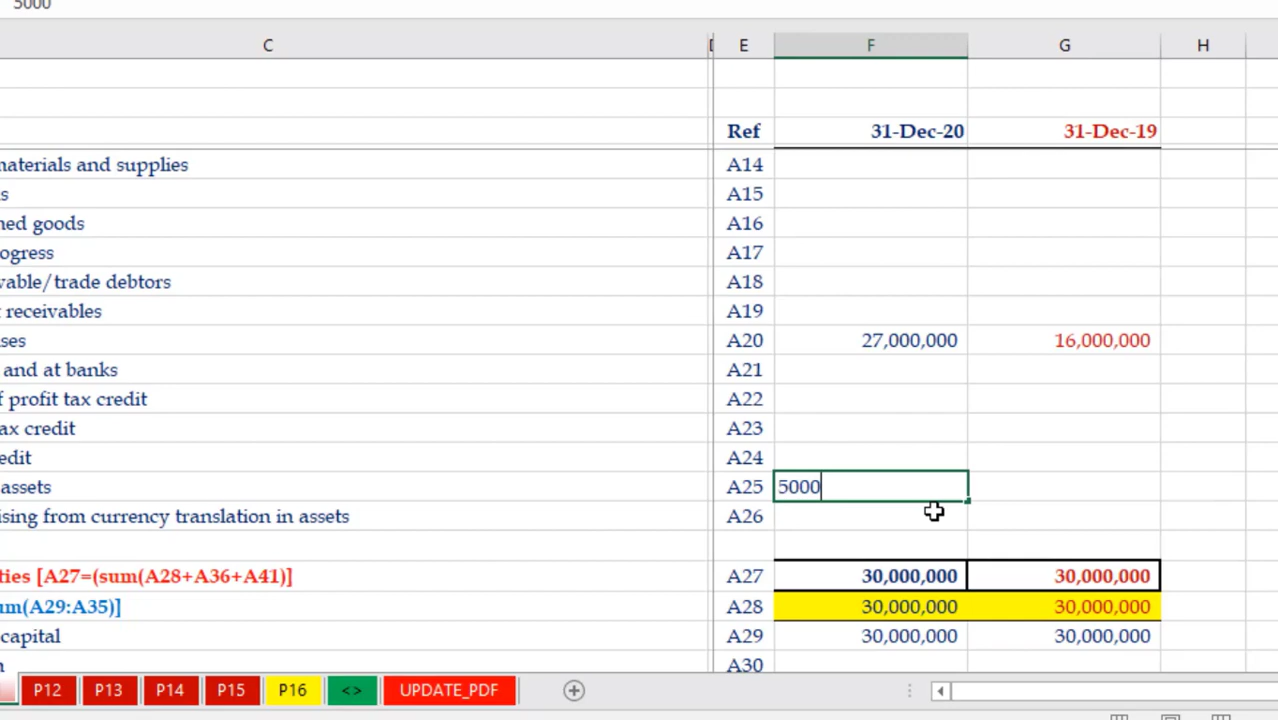 5000
C E F G H
Ref 31-Dec-20 31-Dec-19
materials and supplies A14
s A15
ned goods A16
ogress A17
vable/trade debtors A18
t receivables A19
ses A20 27,000,000 16,000,000
and at banks A21
f profit tax credit A22
ax credit A23
edit A24
assets A25 5000
ising from currency translation in assets A26
ties [A27=(sum(A28+A36+A41)] A27 30,000,000 30,000,000
um(A29:A35)] A28 30,000,000 30,000,000
capital A29 30,000,000 30,000,000
A30
P12 P13 P14 P15 P16 <> UPDATE_PDF